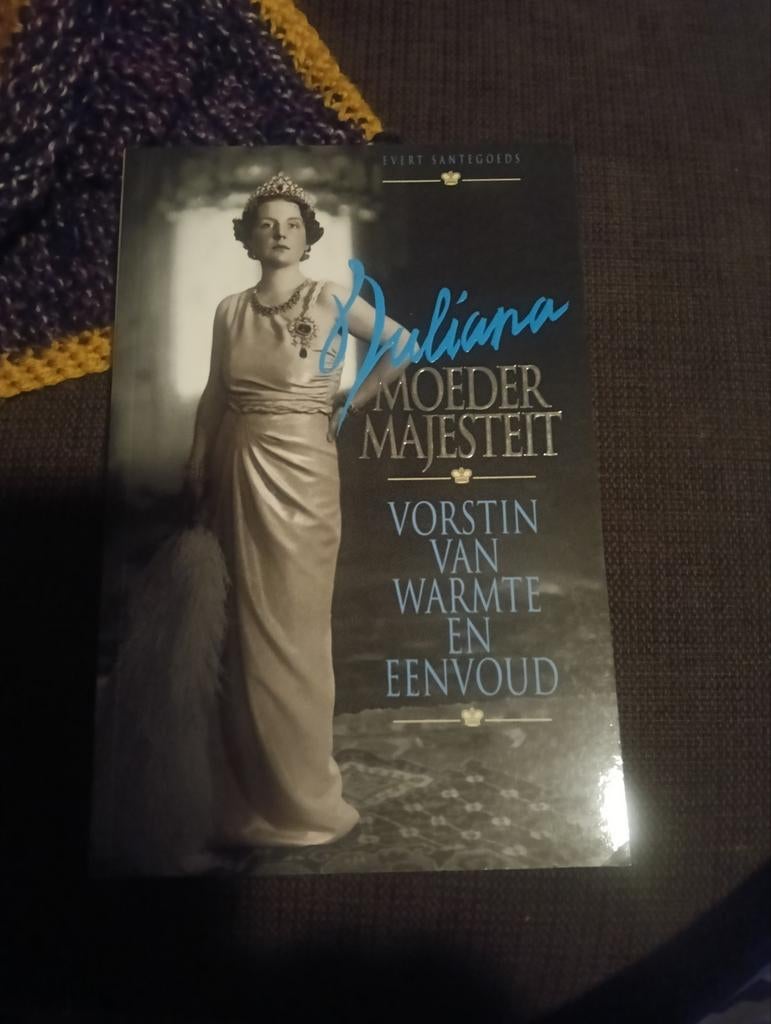 EVERT SANTEGOEDS
Juliana
MOEDER
MAJESTEIT
VORSTIN
VAN
WARMTE
EN
EENVOUD